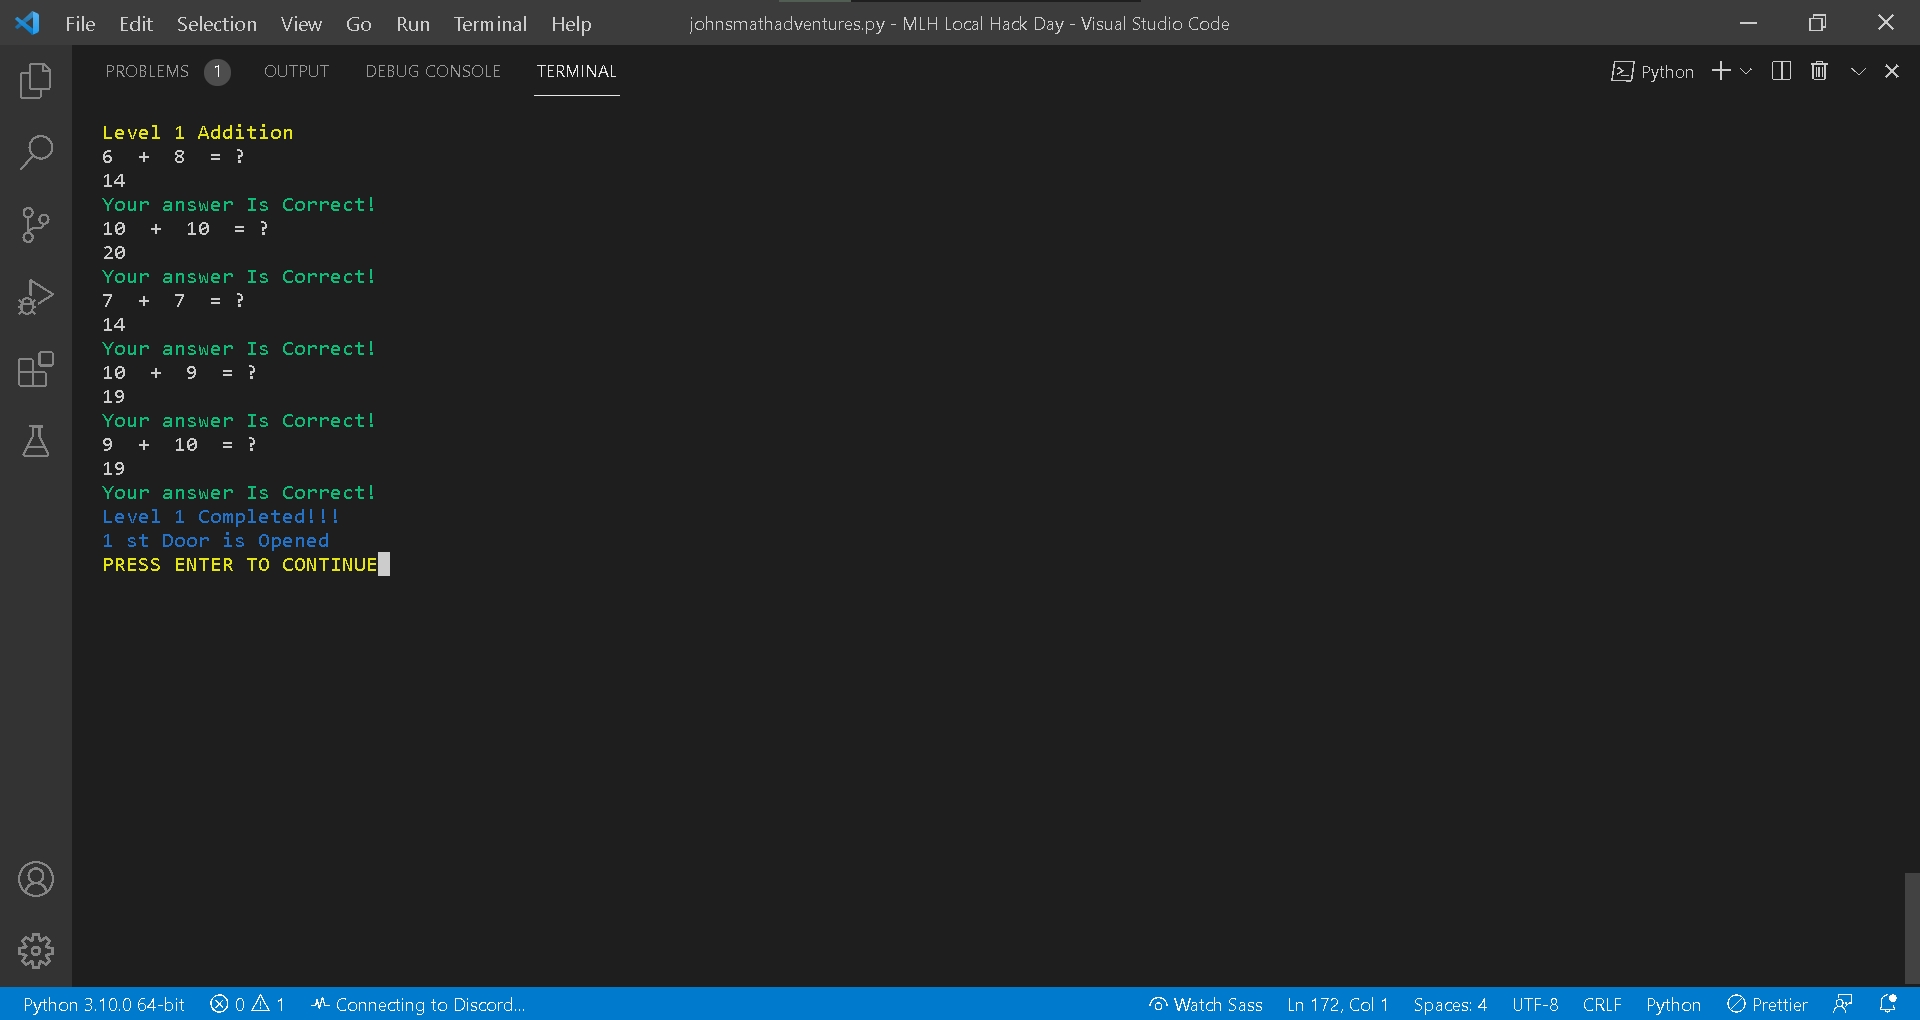 File Edit Selection View Go Run Terminal Help johnsmathadventures.py - MLH Local Hack Day - Visual Studio Code
PROBLEMS 1 OUTPUT DEBUG CONSOLE TERMINAL Python
Level 1 Addition
6 + 8 = ?
14
Your answer Is Correct!
10 + 10 = ?
20
Your answer Is Correct!
7 + 7 = ?
14
Your answer Is Correct!
10 + 9 = ?
19
Your answer Is Correct!
9 + 10 = ?
19
Your answer Is Correct!
Level 1 Completed!!!
1 st Door is Opened
PRESS ENTER TO CONTINUE
Python 3.10.0 64-bit 0 1 Connecting to Discord... Watch Sass Ln 172, Col 1 Spaces: 4 UTF-8 CRLF Python Prettier